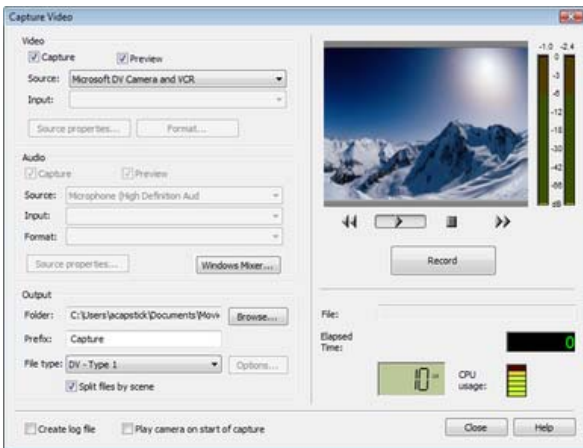 Capture Video
Video
Capture
Preview
Source: Microsoft DV Camera and VCR
Input:
Source properties...
Format...
Audio
Capture
Preview
Source: Microphone (High Definition Aud
Input:
Format:
Source properties...
Windows Mixer...
Output
Folder: C:\Users\acapstick\Documents\Movi
Browse...
Prefix: Capture
File type: DV - Type 1
Options...
Split files by scene
Create log file
Play camera on start of capture
-1.0 -2.4
0
-3
-6
-12
-18
-30
-42
dB
Record
File:
Elapsed Time:
0
10
CPU usage:
Close
Help